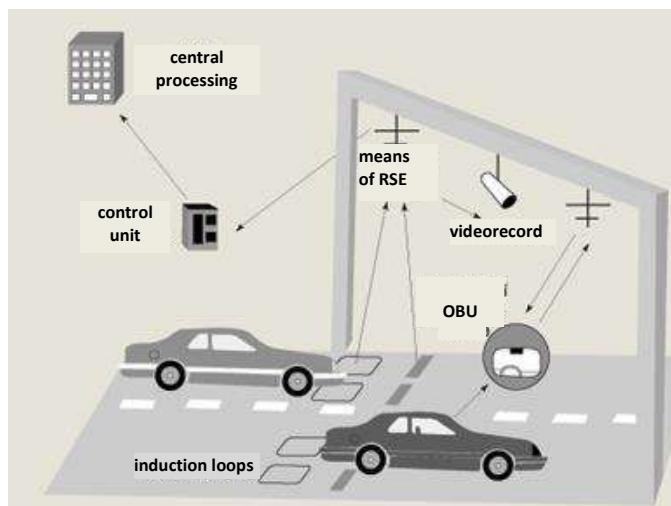 central
processing
means
of RSE
control
unit
videorecord
OBU
induction loops